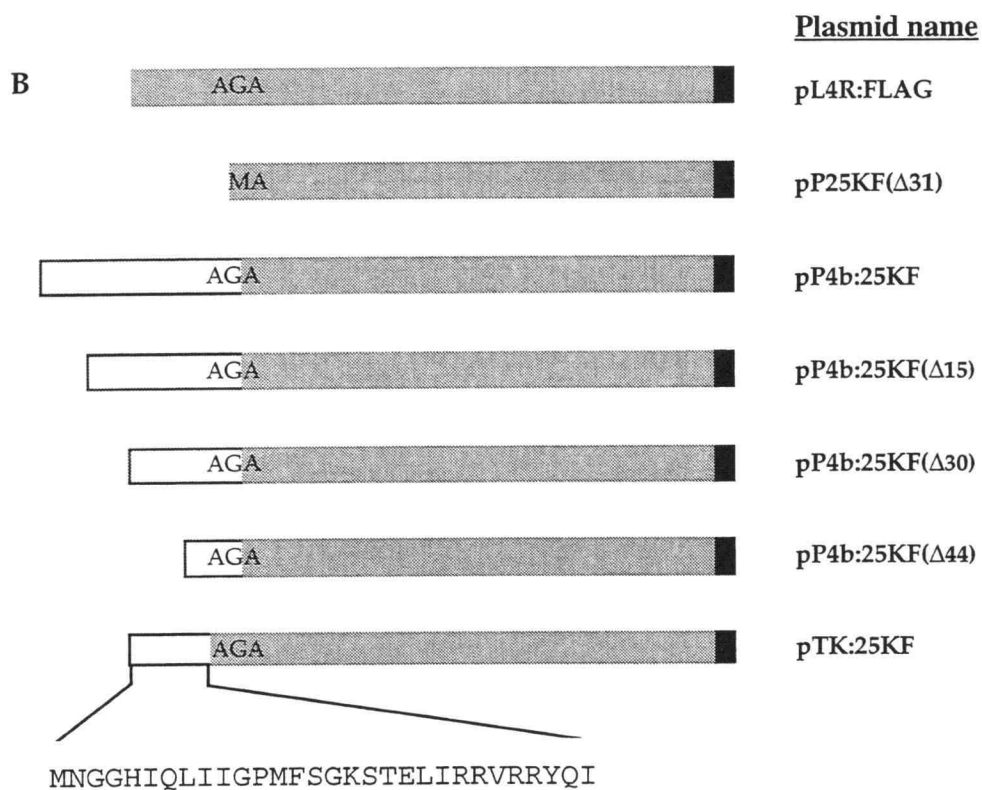 Plasmid name
B
AGA
pL4R:FLAG
MA
pP25KF(Δ31)
AGA
pP4b:25KF
AGA
pP4b:25KF(Δ15)
AGA
pP4b:25KF(Δ30)
AGA
pP4b:25KF(Δ44)
AGA
pTK:25KF
MNGGHIQLIIGPMFSGKSTELIRRVRRYQI